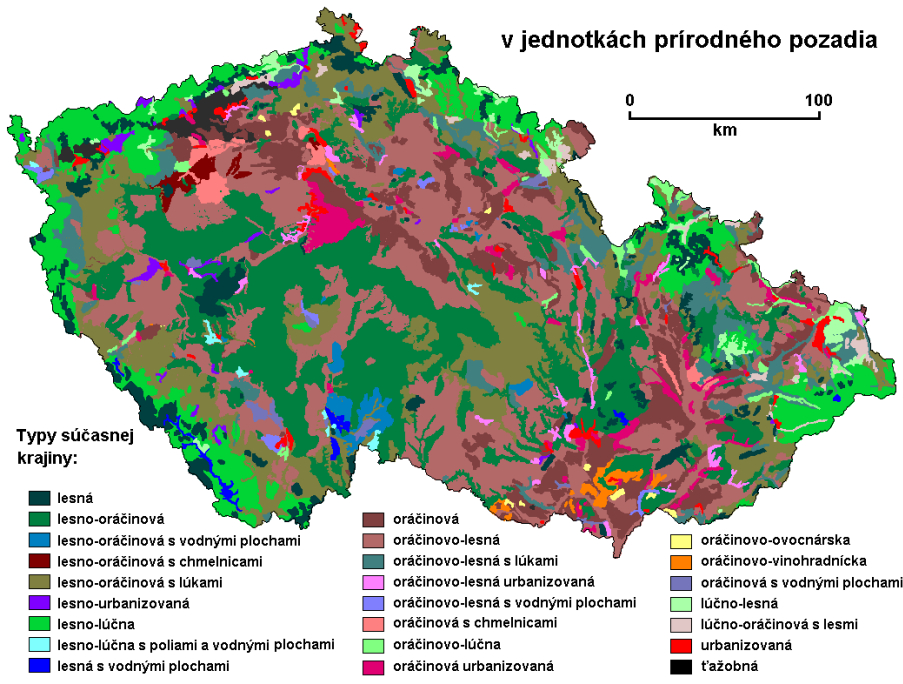 v jednotkách prírodného pozadia
0 100
km
Typy súčasnej
krajiny:
lesná
lesno-oráčinová
lesno-oráčinová s vodnými plochami
lesno-oráčinová s chmelnicami
lesno-oráčinová s lúkami
lesno-urbanizovaná
lesno-lúčna
lesno-lúčna s poliami a vodnými plochami
lesná s vodnými plochami
oráčinová
oráčinovo-lesná
oráčinovo-lesná s lúkami
oráčinovo-lesná urbanizovaná
oráčinovo-lesná s vodnými plochami
oráčinová s chmelnicami
oráčinovo-lúčna
oráčinová urbanizovaná
oráčinovo-ovocnárska
oráčinovo-vinohradnícka
oráčinová s vodnými plochami
lúčno-lesná
lúčno-oráčinová s lesmi
urbanizovaná
ťažobná